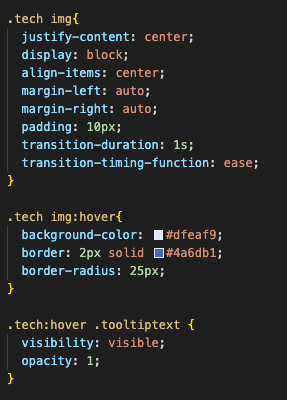 .tech img{
justify-content: center;
display: block;
align-items: center;
margin-left: auto;
margin-right: auto;
padding: 10px;
transition-duration: 1s;
transition-timing-function: ease;
}
.tech img:hover{
background-color: #dfeaf9;
border: 2px solid #4a6db1;
border-radius: 25px;
}
.tech:hover .tooltiptext {
visibility: visible;
opacity: 1;
}